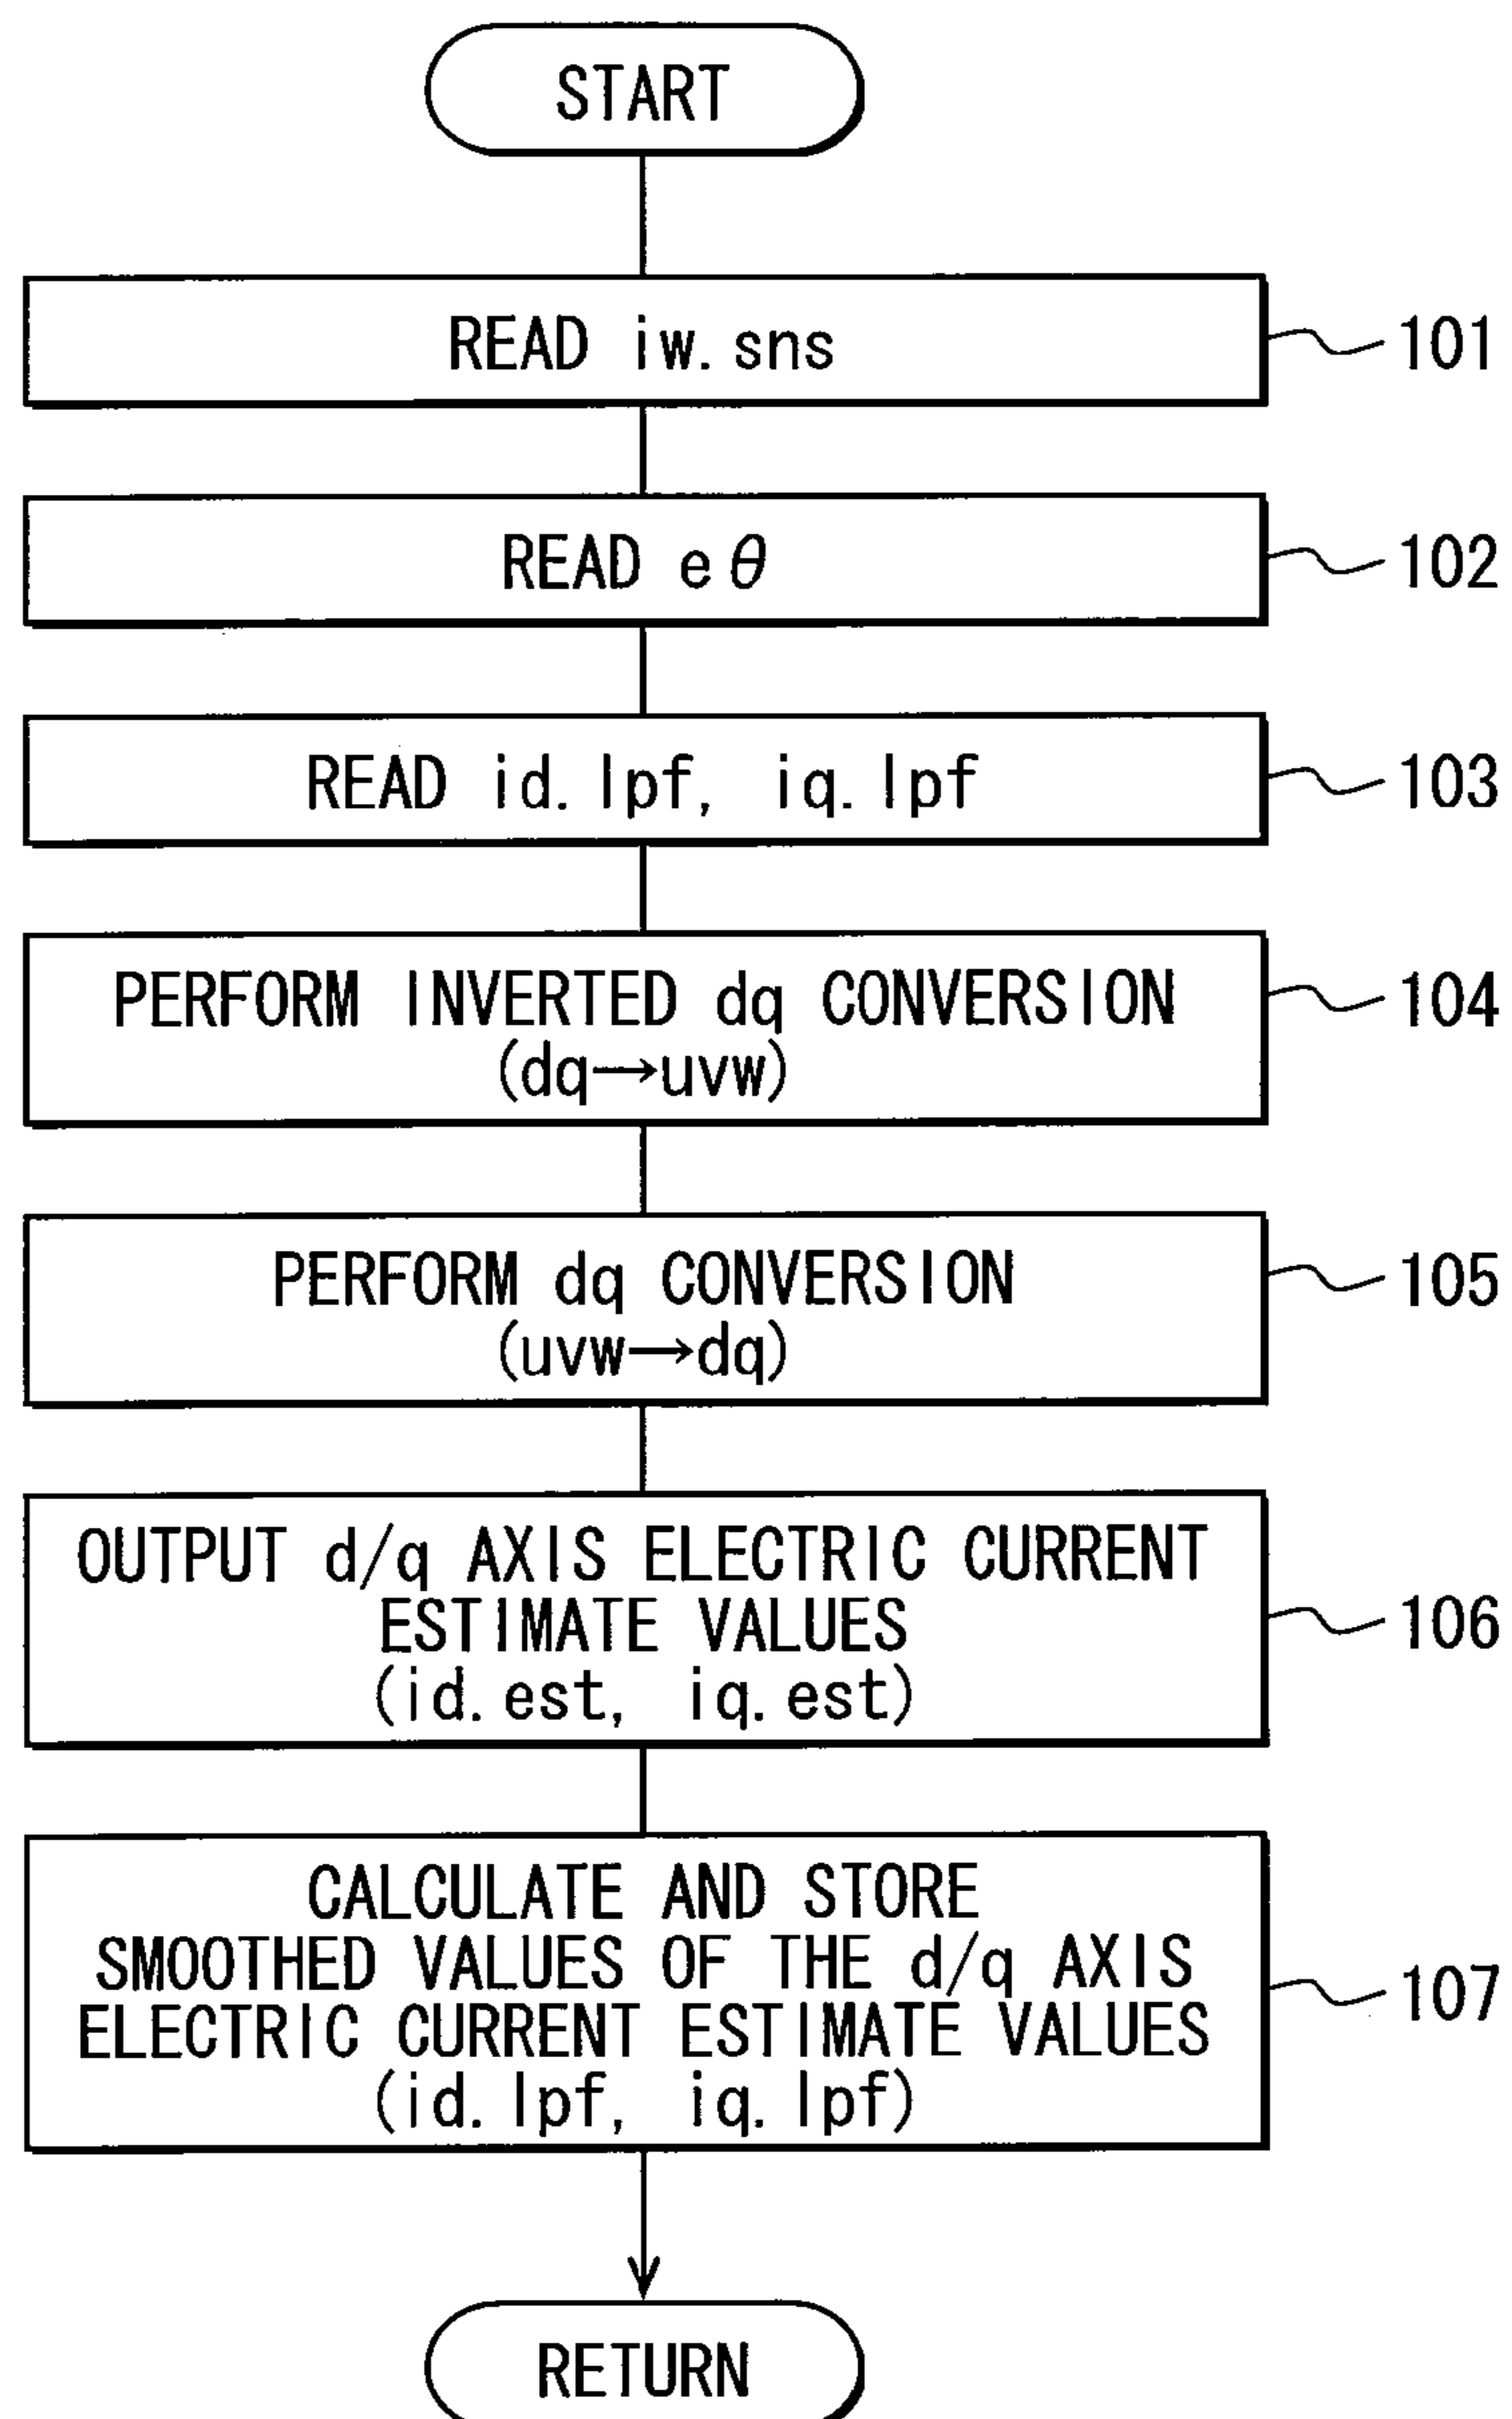 START
READ iw.sns
101
READ eθ
102
READ id.lpf, iq.lpf
103
PERFORM INVERTED dq CONVERSION
(dq→uvw)
104
PERFORM dq CONVERSION
(uvw→dq)
105
OUTPUT d/q AXIS ELECTRIC CURRENT
ESTIMATE VALUES
(id.est, iq.est)
106
CALCULATE AND STORE
SMOOTHED VALUES OF THE d/q AXIS
ELECTRIC CURRENT ESTIMATE VALUES
(id.lpf, iq.lpf)
107
RETURN